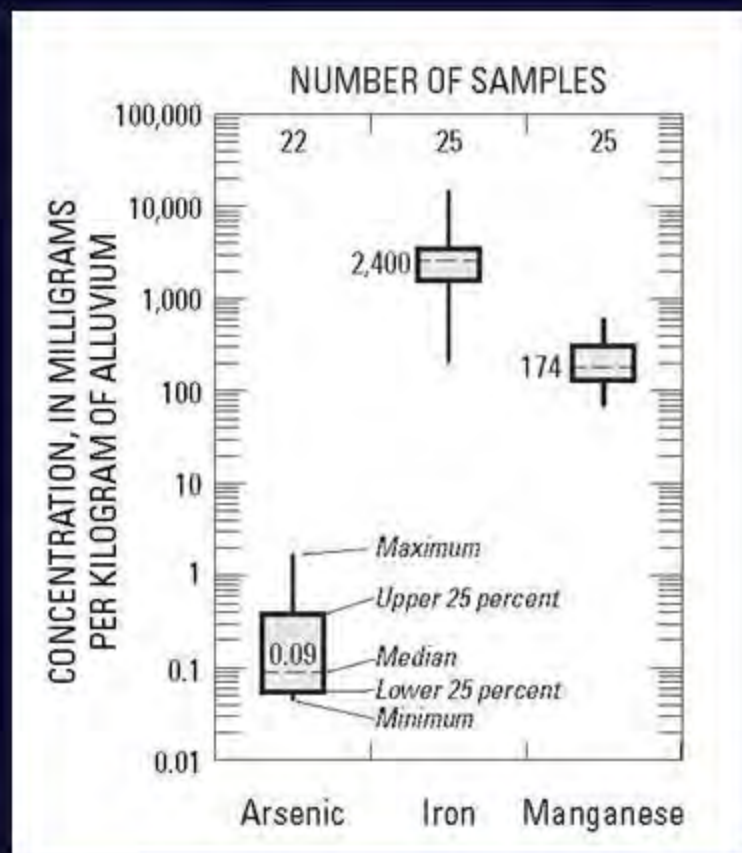 NUMBER OF SAMPLES
22 25 25
CONCENTRATION, IN MILLIGRAMS
PER KILOGRAM OF ALLUVIUM
100,000
10,000
1,000
100
10
1
0.1
0.01
2,400
174
0.09
Maximum
Upper 25 percent
Median
Lower 25 percent
Minimum
Arsenic Iron Manganese